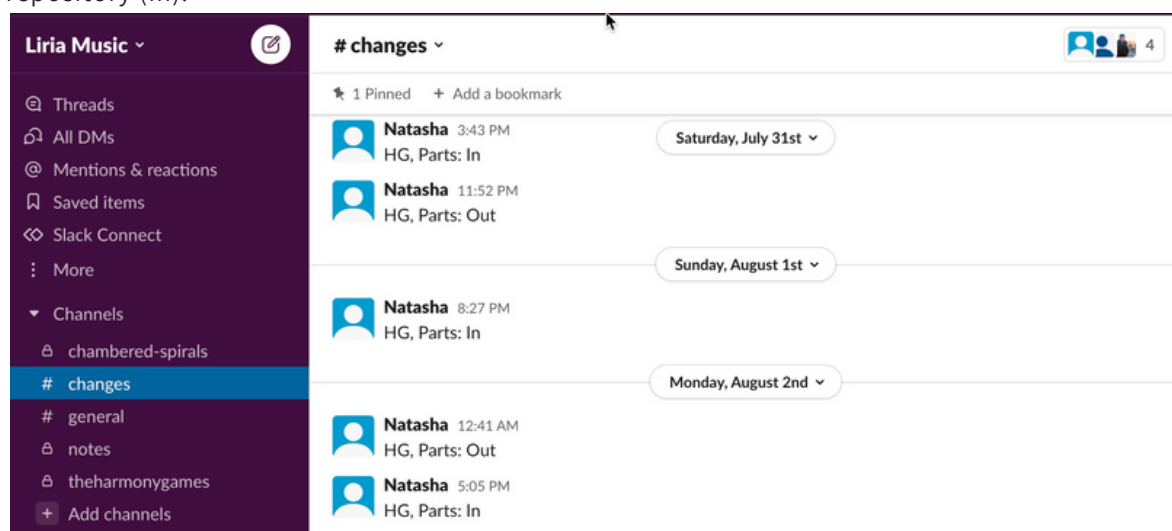 repository (in).
Liria Music
# changes
4
1 Pinned + Add a bookmark
Threads
All DMs
Mentions & reactions
Saved items
Slack Connect
More
Channels
chambered-spirals
# changes
# general
notes
theharmonygames
+ Add channels
Natasha 3:43 PM
Saturday, July 31st
HG, Parts: In
Natasha 11:52 PM
HG, Parts: Out
Sunday, August 1st
Natasha 8:27 PM
HG, Parts: In
Monday, August 2nd
Natasha 12:41 AM
HG, Parts: Out
Natasha 5:05 PM
HG, Parts: In